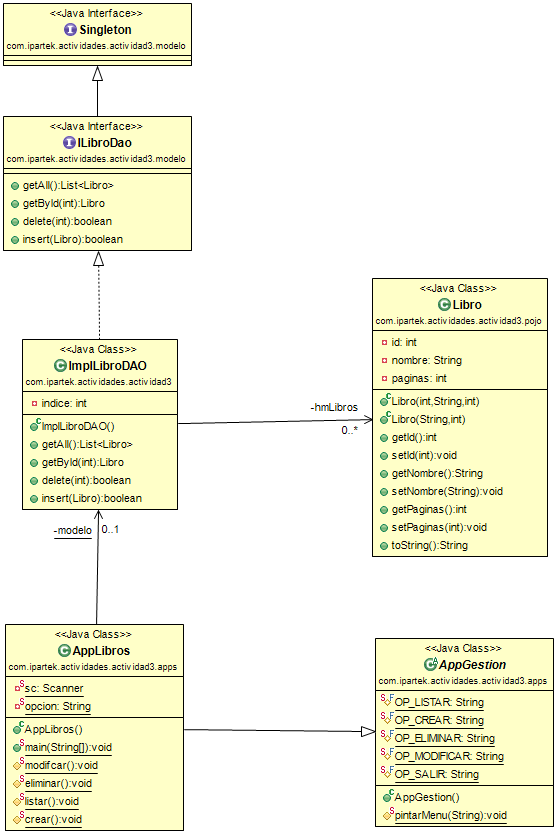 <<Java Interface>>
Singleton
com.ipartek.actividades.actividad3.modelo
<<Java Interface>>
ILibroDao
com.ipartek.actividades.actividad3.modelo
getAll():List<Libro>
getById(int):Libro
delete(int):boolean
insert(Libro):boolean
<<Java Class>>
Libro
com.ipartek.actividades.actividad3.pojo
id: int
nombre: String
paginas: int
Libro(int,String,int)
Libro(String,int)
getId():int
setId(int):void
getNombre():String
setNombre(String):void
getPaginas():int
setPaginas(int):void
toString():String
<<Java Class>>
ImplLibroDAO
com.ipartek.actividades.actividad3
indice: int
ImplLibroDAO()
getAll():List<Libro>
getById(int):Libro
delete(int):boolean
insert(Libro):boolean
-hmLibros
0..*
-modelo
0..1
<<Java Class>>
AppLibros
com.ipartek.actividades.actividad3.apps
sc: Scanner
opcion: String
AppLibros()
main(String[]):void
modifcar():void
eliminar():void
listar():void
crear():void
<<Java Class>>
AppGestion
com.ipartek.actividades.actividad3.apps
OP_LISTAR: String
OP_CREAR: String
OP_ELIMINAR: String
OP_MODIFICAR: String
OP_SALIR: String
AppGestion()
pintarMenu(String):void